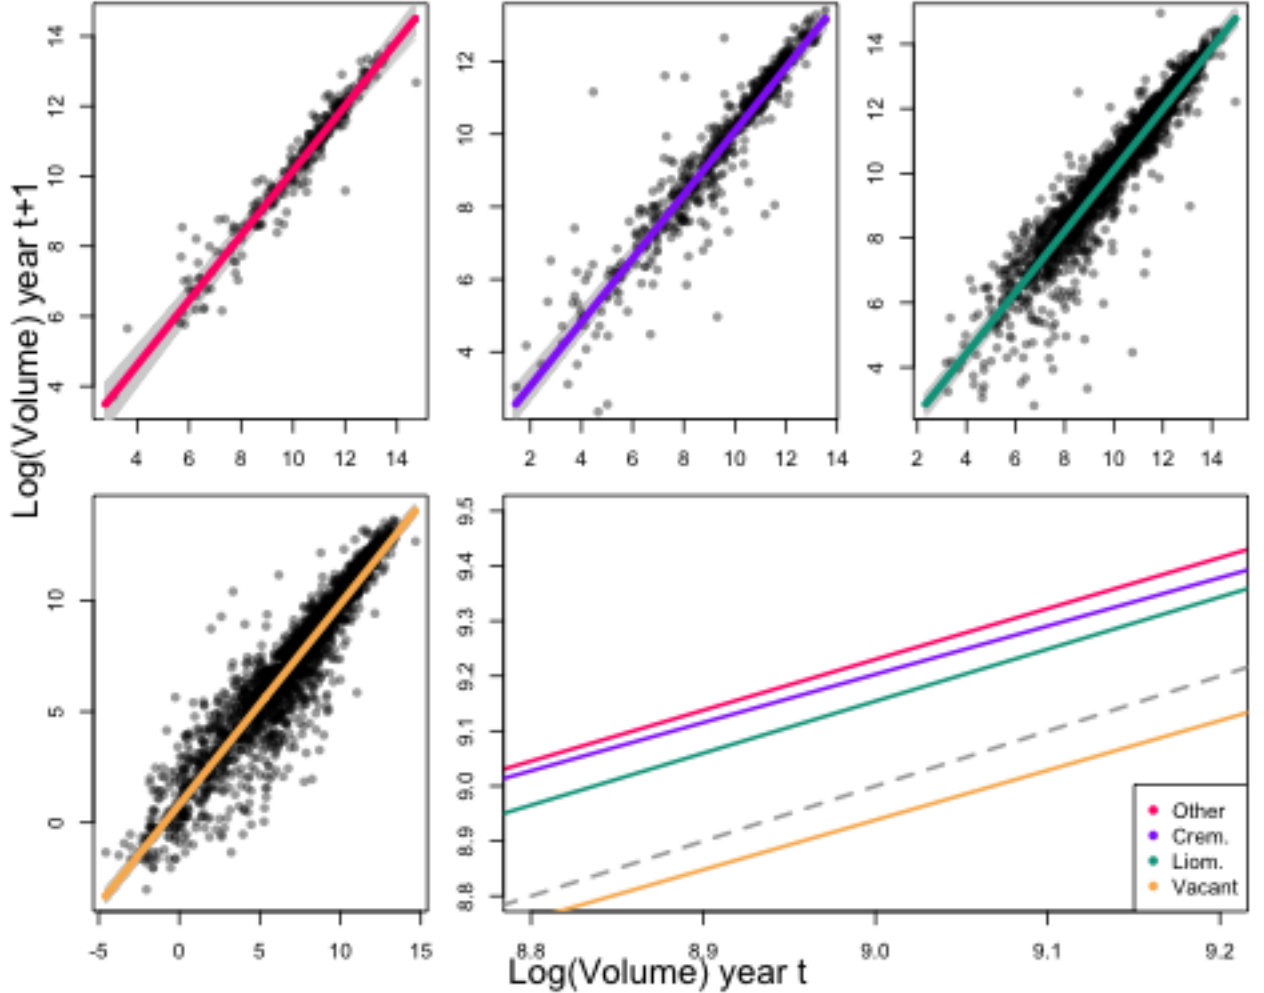 Log(Volume) year t+1
4 6 8 10 12 14
4 6 8 10 12 14
4 6 8 10 12
2 4 6 8 10 12 14
4 6 8 10 12 14
2 4 6 8 10 12 14
0 5 10
-5 0 5 10 15
8.8 8.9 9.0 9.1 9.2 9.3 9.4 9.5
8.8 8.9 9.0 9.1 9.2
Other
Crem.
Liom.
Vacant
Log(Volume) year t